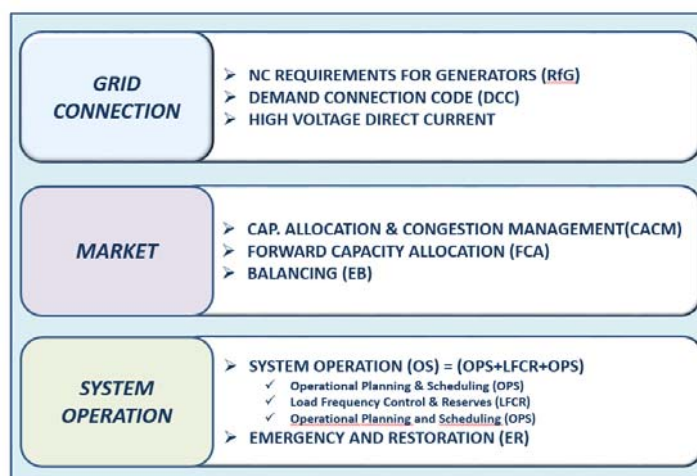 GRID
CONNECTION
➢ NC REQUIREMENTS FOR GENERATORS (RfG)
➢ DEMAND CONNECTION CODE (DCC)
➢ HIGH VOLTAGE DIRECT CURRENT
MARKET
➢ CAP. ALLOCATION & CONGESTION MANAGEMENT(CACM)
➢ FORWARD CAPACITY ALLOCATION (FCA)
➢ BALANCING (EB)
SYSTEM
OPERATION
➢ SYSTEM OPERATION (OS) = (OPS+LFCR+OPS)
✓ Operational Planning & Scheduling (OPS)
✓ Load Frequency Control & Reserves (LFCR)
✓ Operational Planning and Scheduling (OPS)
➢ EMERGENCY AND RESTORATION (ER)